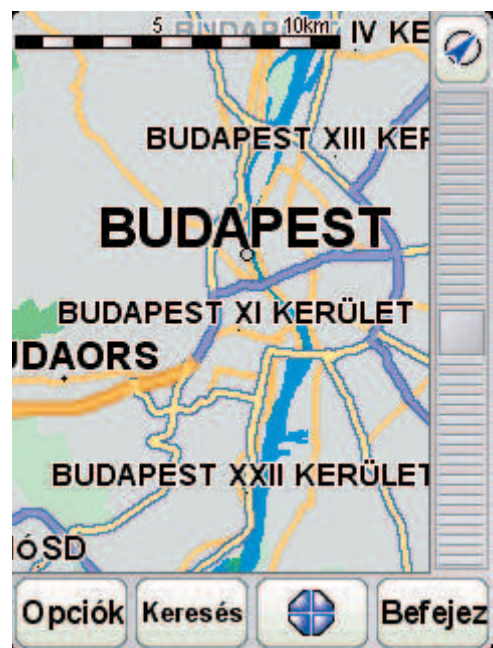 5 10km
IV KE
BUDAPEST XIII KER
BUDAPEST
BUDAPEST XI KERÜLET
UDAORS
BUDAPEST XXII KERÜLET
óSD
Opciók Keresés Befejez